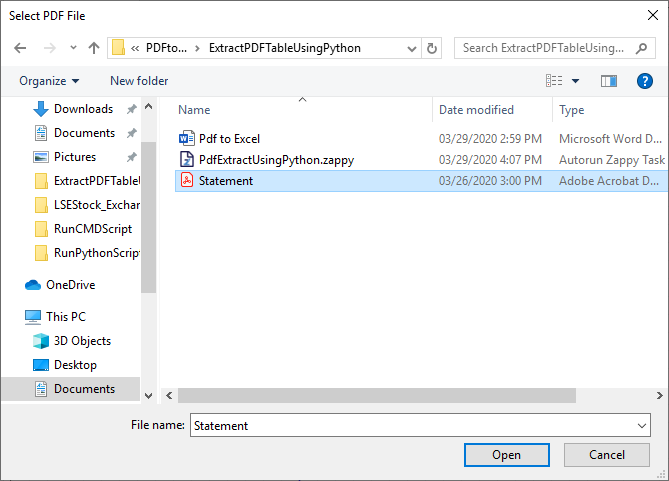 Select PDF File
« PDFto... > ExtractPDFTableUsingPython
Search ExtractPDFTableUsing...
Organize
New folder
Name Date modified Type
Downloads
Documents
Pictures
ExtractPDFTableU
LSEStock_Exchar
RunCMDScript
RunPythonScript
OneDrive
This PC
3D Objects
Desktop
Documents
Pdf to Excel 03/29/2020 2:59 PM Microsoft Word D...
PdfExtractUsingPython.zappy 03/29/2020 4:07 PM Autorun Zappy Task
Statement 03/26/2020 3:00 PM Adobe Acrobat D...
File name: Statement
Open
Cancel